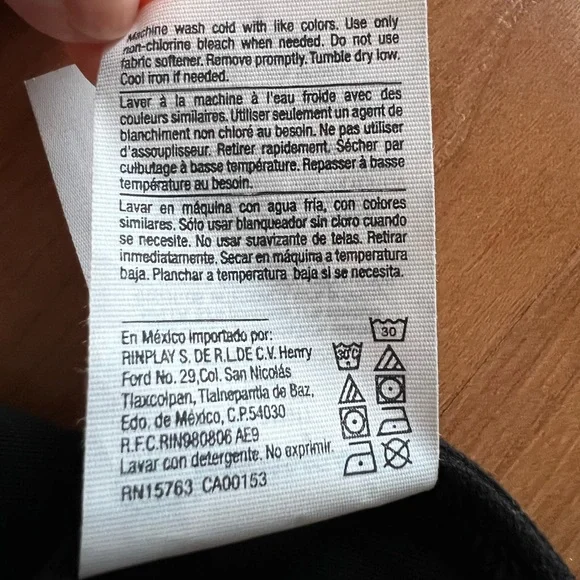 Machine wash cold with like colors. Use only
non-chlorine bleach when needed. Do not use
fabric softener. Remove promptly. Tumble dry low.
Cool iron if needed.
Laver à la machine à l'eau froide avec des
couleurs similaires. Utiliser seulement un agent de
blanchiment non chloré au besoin. Ne pas utiliser
d'assouplisseur. Retirer rapidement. Sécher par
culbutage à basse température. Repasser à basse
température au besoin.
Lavar en máquina con agua fría, con colores
similares. Sólo usar blanqueador sin cloro cuando
se necesite. No usar suavizante de telas. Retirar
inmediatamente. Secar en máquina a temperatura
baja. Planchar a temperatura baja si se necesita.
En México importado por:
RINPLAY S. DE R.L.DE C.V. Henry
Ford No. 29,Col. San Nicolás
Tlaxcolpan, Tlalnepantla de Baz,
Edo. de México, C.P.54030
R.F.C.RIN980806 AE9
Lavar con detergente. No exprimir.
RN15763 CA00153
30
30°C